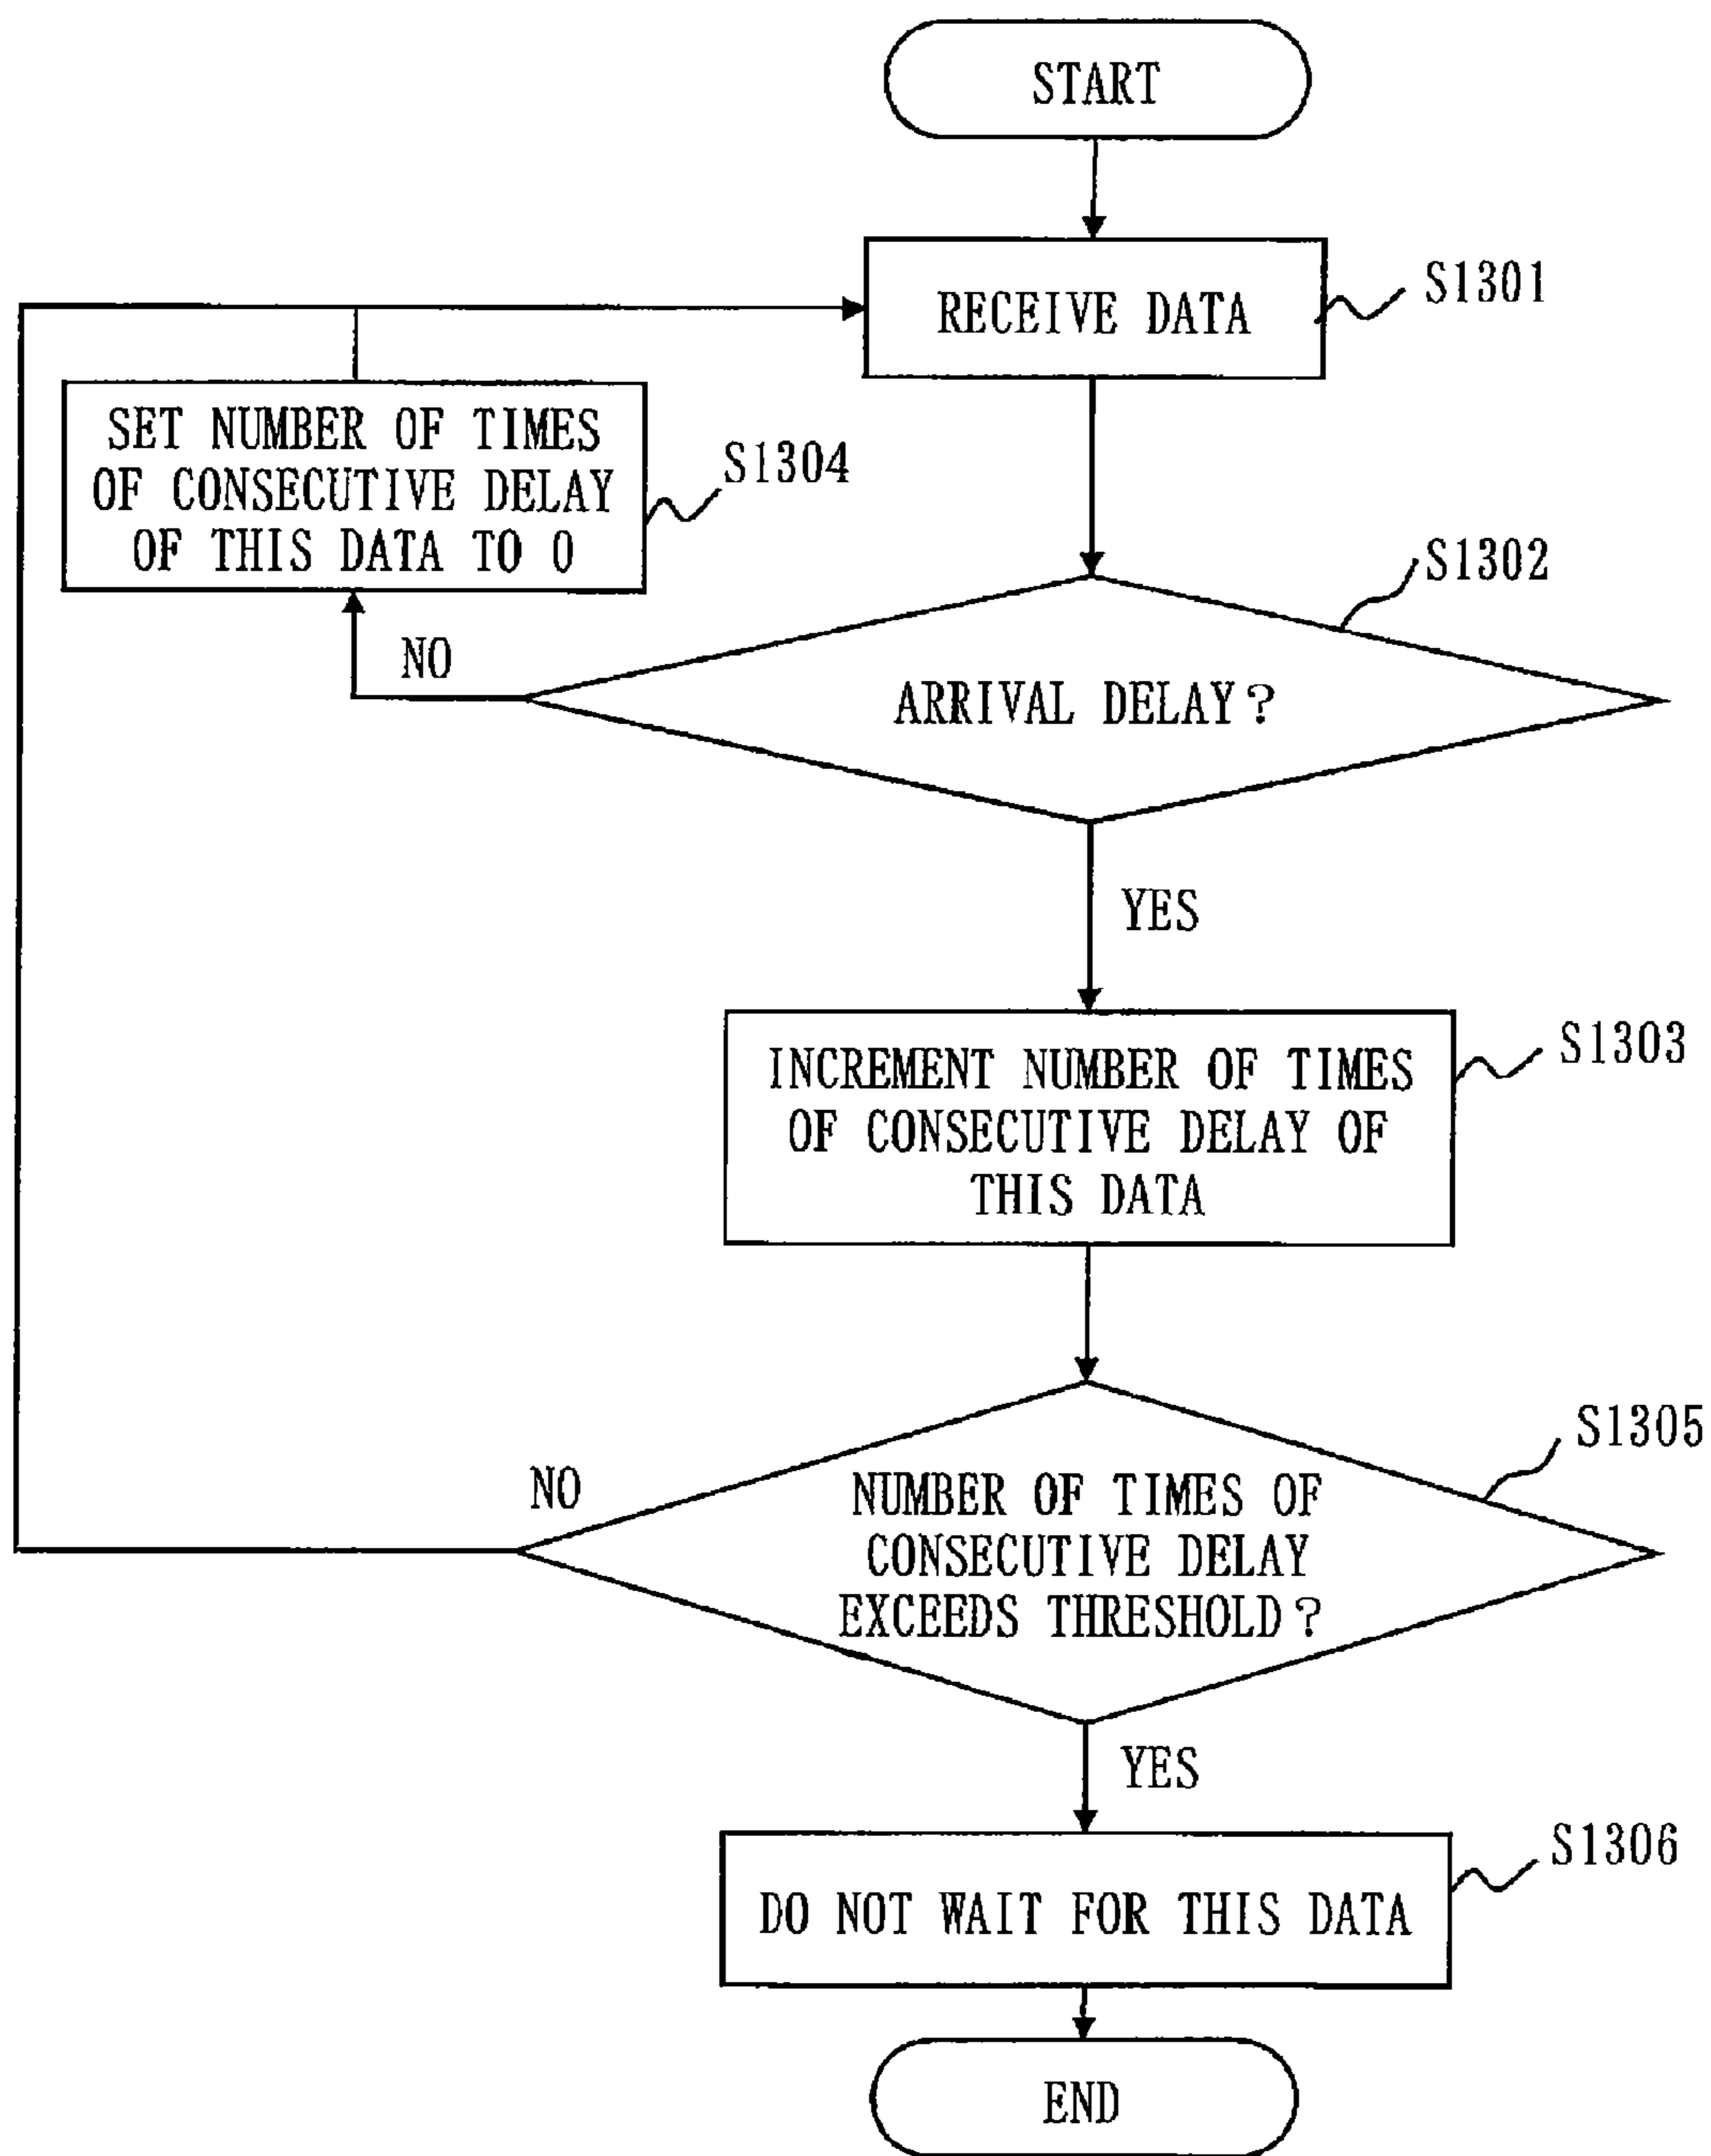 START
RECEIVE DATA
S1301
SET NUMBER OF TIMES
OF CONSECUTIVE DELAY
OF THIS DATA TO 0
S1304
S1302
NO
ARRIVAL DELAY?
YES
INCREMENT NUMBER OF TIMES
OF CONSECUTIVE DELAY OF
THIS DATA
S1303
S1305
NO
NUMBER OF TIMES OF
CONSECUTIVE DELAY
EXCEEDS THRESHOLD?
YES
S1306
DO NOT WAIT FOR THIS DATA
END